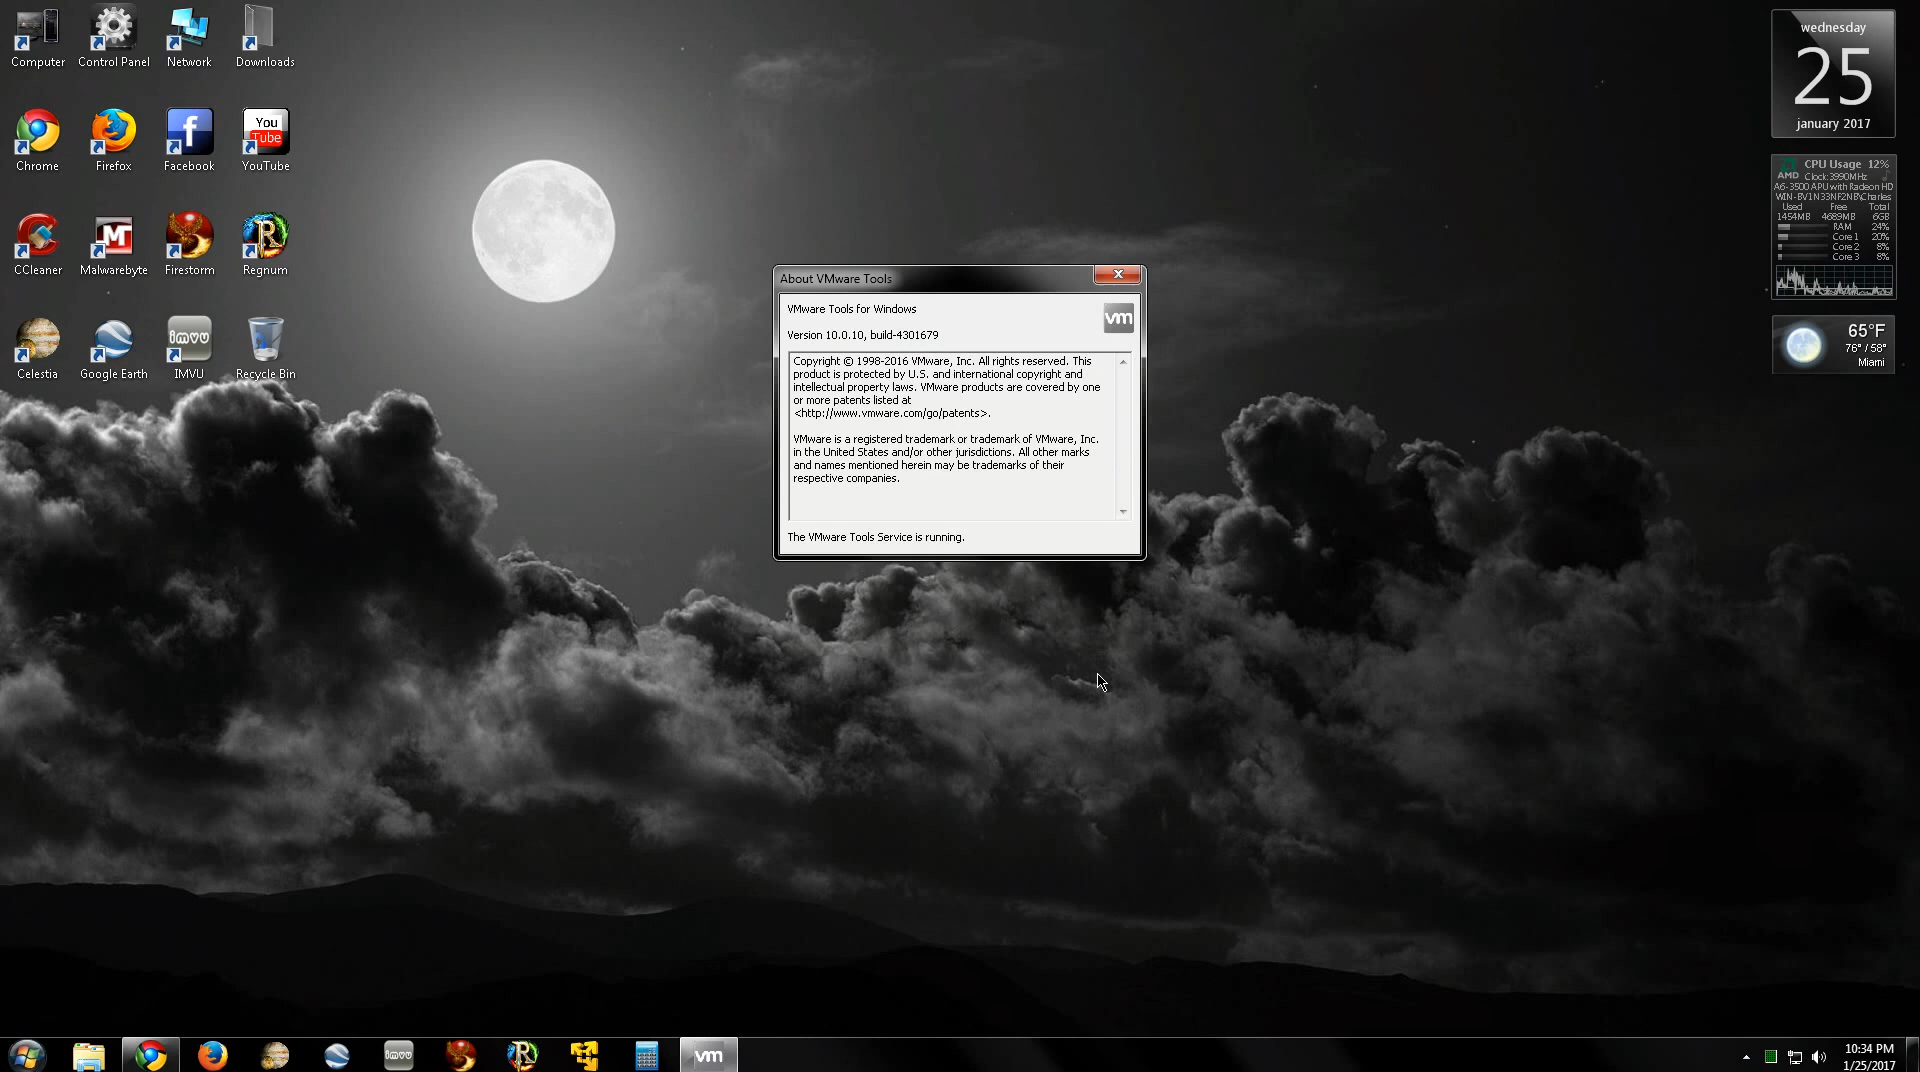 Computer
Control Panel
Network
Downloads
Chrome
Firefox
Facebook
You
Tube
YouTube
CCleaner
Malwarebyte
Firestorm
Regnum
Celestia
Google Earth
imvu
IMVU
Recycle Bin
About VMware Tools
VMware Tools for Windows
vm
Version 10.0.10, build-4301679
Copyright © 1998-2016 VMware, Inc. All rights reserved. This
product is protected by U.S. and international copyright and
intellectual property laws. VMware products are covered by one
or more patents listed at
<http://www.vmware.com/go/patents>.
VMware is a registered trademark or trademark of VMware, Inc.
in the United States and/or other jurisdictions. All other marks
and names mentioned herein may be trademarks of their
respective companies.
The VMware Tools Service is running.
wednesday
25
january 2017
CPU Usage 12%
AMD Clock: 3990MHz
A6-3500 APU with Radeon HD
Used Free Total
1454MB 4689MB 6GB
RAM 24%
Core 1 20%
Core 2 8%
Core 3 8%
65°F
76° / 58°
Miami
imvu
vm
10:34 PM
1/25/2017